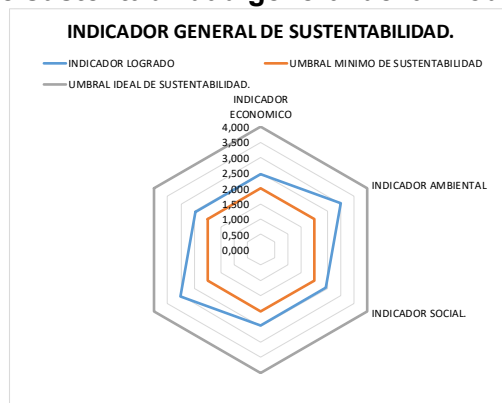 INDICADOR GENERAL DE SUSTENTABILIDAD.
INDICADOR LOGRADO
UMBRAL MINIMO DE SUSTENTABILIDAD
UMBRAL IDEAL DE SUSTENTABILIDAD.
INDICADOR
ECONOMICO
4,000
3,500
3,000
2,500
2,000
1,500
1,000
0,500
0,000
INDICADOR AMBIENTAL
INDICADOR SOCIAL.